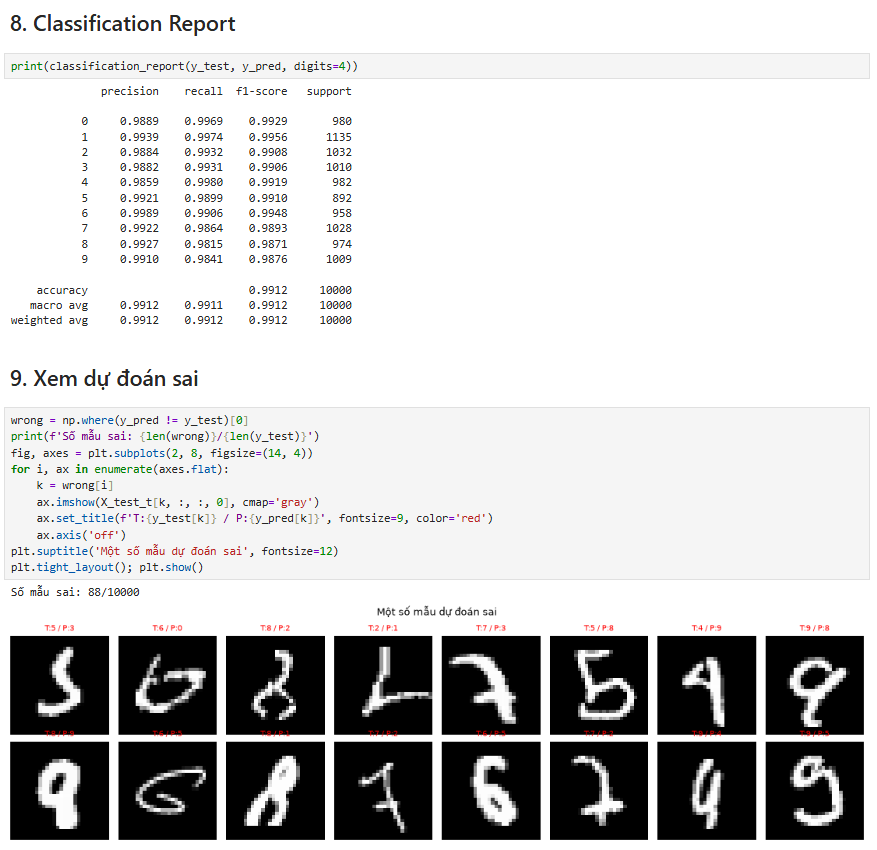 8. Classification Report
print(classification_report(y_test, y_pred, digits=4))
precision recall f1-score support
0 0.9889 0.9969 0.9929 980
1 0.9939 0.9974 0.9956 1135
2 0.9884 0.9932 0.9908 1032
3 0.9882 0.9931 0.9906 1010
4 0.9859 0.9980 0.9919 982
5 0.9921 0.9899 0.9910 892
6 0.9989 0.9906 0.9948 958
7 0.9922 0.9864 0.9893 1028
8 0.9927 0.9815 0.9871 974
9 0.9910 0.9841 0.9876 1009
accuracy 0.9912 10000
macro avg 0.9912 0.9911 0.9912 10000
weighted avg 0.9912 0.9912 0.9912 10000
9. Xem dự đoán sai
wrong = np.where(y_pred != y_test)[0]
print(f'Số mẫu sai: {len(wrong)}/{len(y_test)}')
fig, axes = plt.subplots(2, 8, figsize=(14, 4))
for i, ax in enumerate(axes.flat):
    k = wrong[i]
    ax.imshow(X_test_t[k, :, :, 0], cmap='gray')
    ax.set_title(f'T:{y_test[k]} / P:{y_pred[k]}', fontsize=9, color='red')
    ax.axis('off')
plt.suptitle('Một số mẫu dự đoán sai', fontsize=12)
plt.tight_layout(); plt.show()
Số mẫu sai: 88/10000
Một số mẫu dự đoán sai
T:5 / P:3 T:6 / P:0 T:8 / P:2 T:2 / P:1 T:7 / P:3 T:5 / P:8 T:4 / P:9 T:9 / P:8